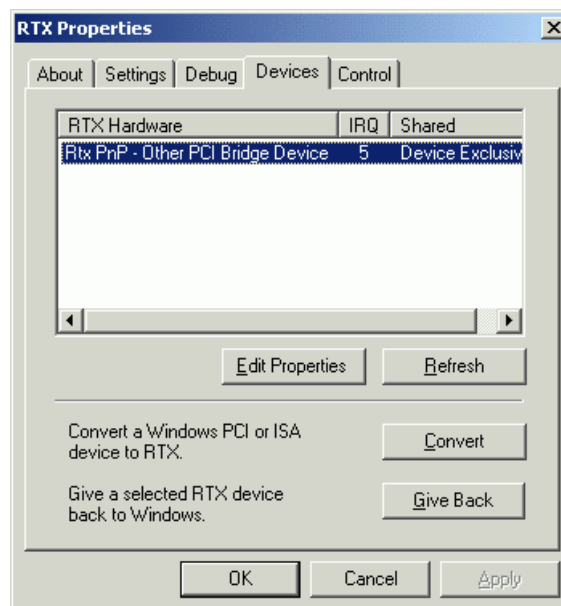 RTX Properties
About Settings Debug Devices Control
RTX Hardware IRQ Shared
Rtx PnP - Other PCI Bridge Device 5 Device Exclusiv
Edit Properties Refresh
Convert a Windows PCI or ISA
device to RTX.
Convert
Give a selected RTX device
back to Windows.
Give Back
OK Cancel Apply